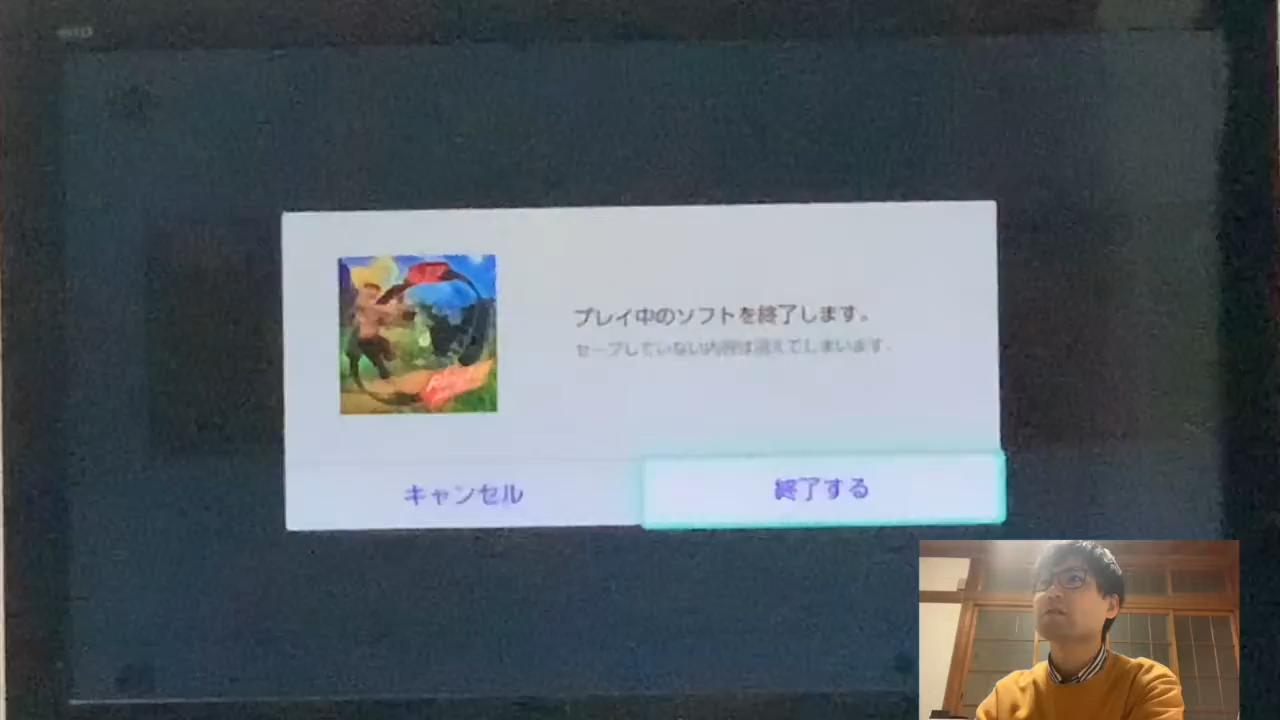 プレイ中のソフトを終了します。
セーブしていない内容は消えてしまいます。
キャンセル
終了する